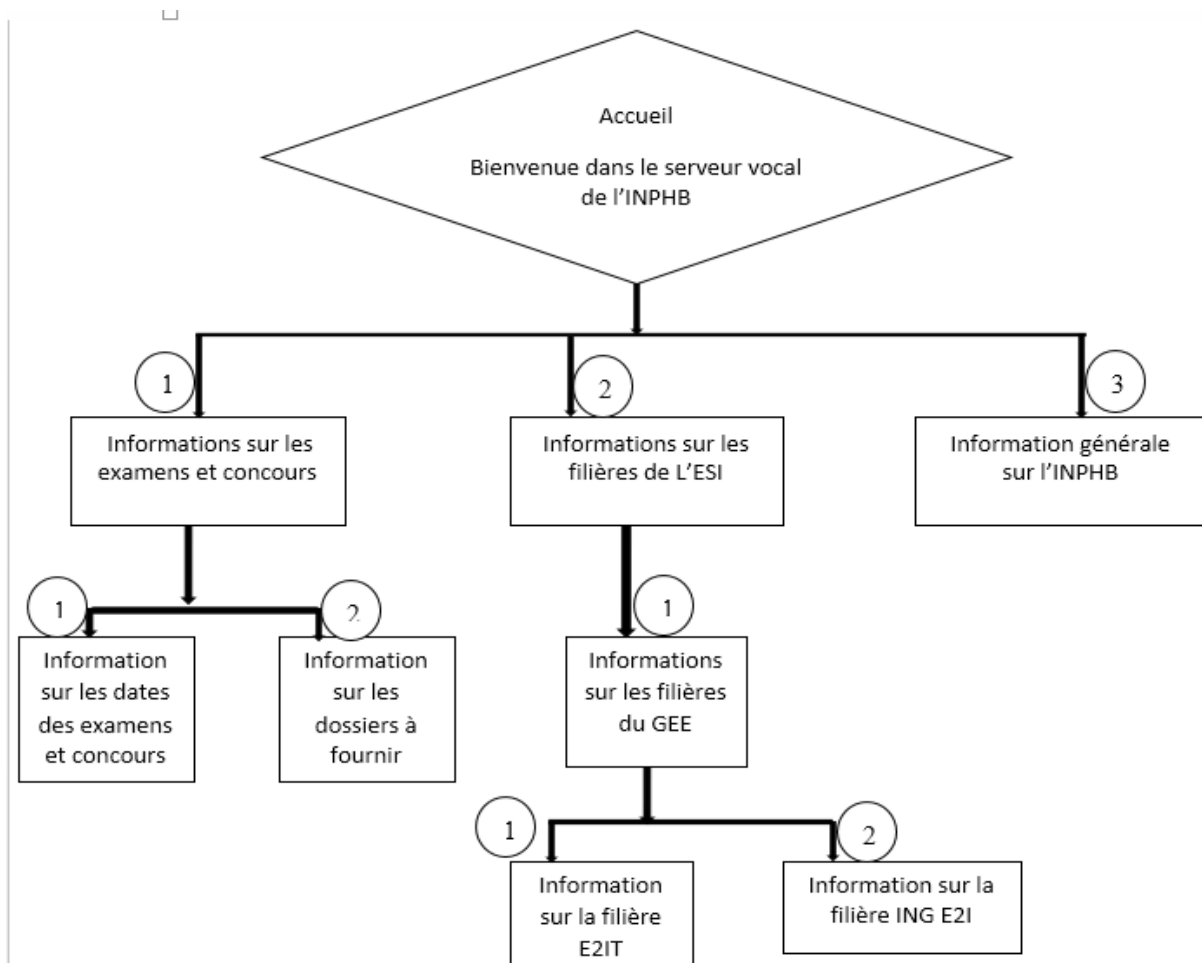 Accueil
Bienvenue dans le serveur vocal
de l'INPHB
1
2
3
Informations sur les
examens et concours
Informations sur les
filières de L'ESI
Information générale
sur l'INPHB
1
2
1
Information
sur les dates
des examens
et concours
Information
sur les
dossiers à
fournir
Informations
sur les filières
du GEE
1
2
Information
sur la filière
E2IT
Information sur la
filière ING E2I